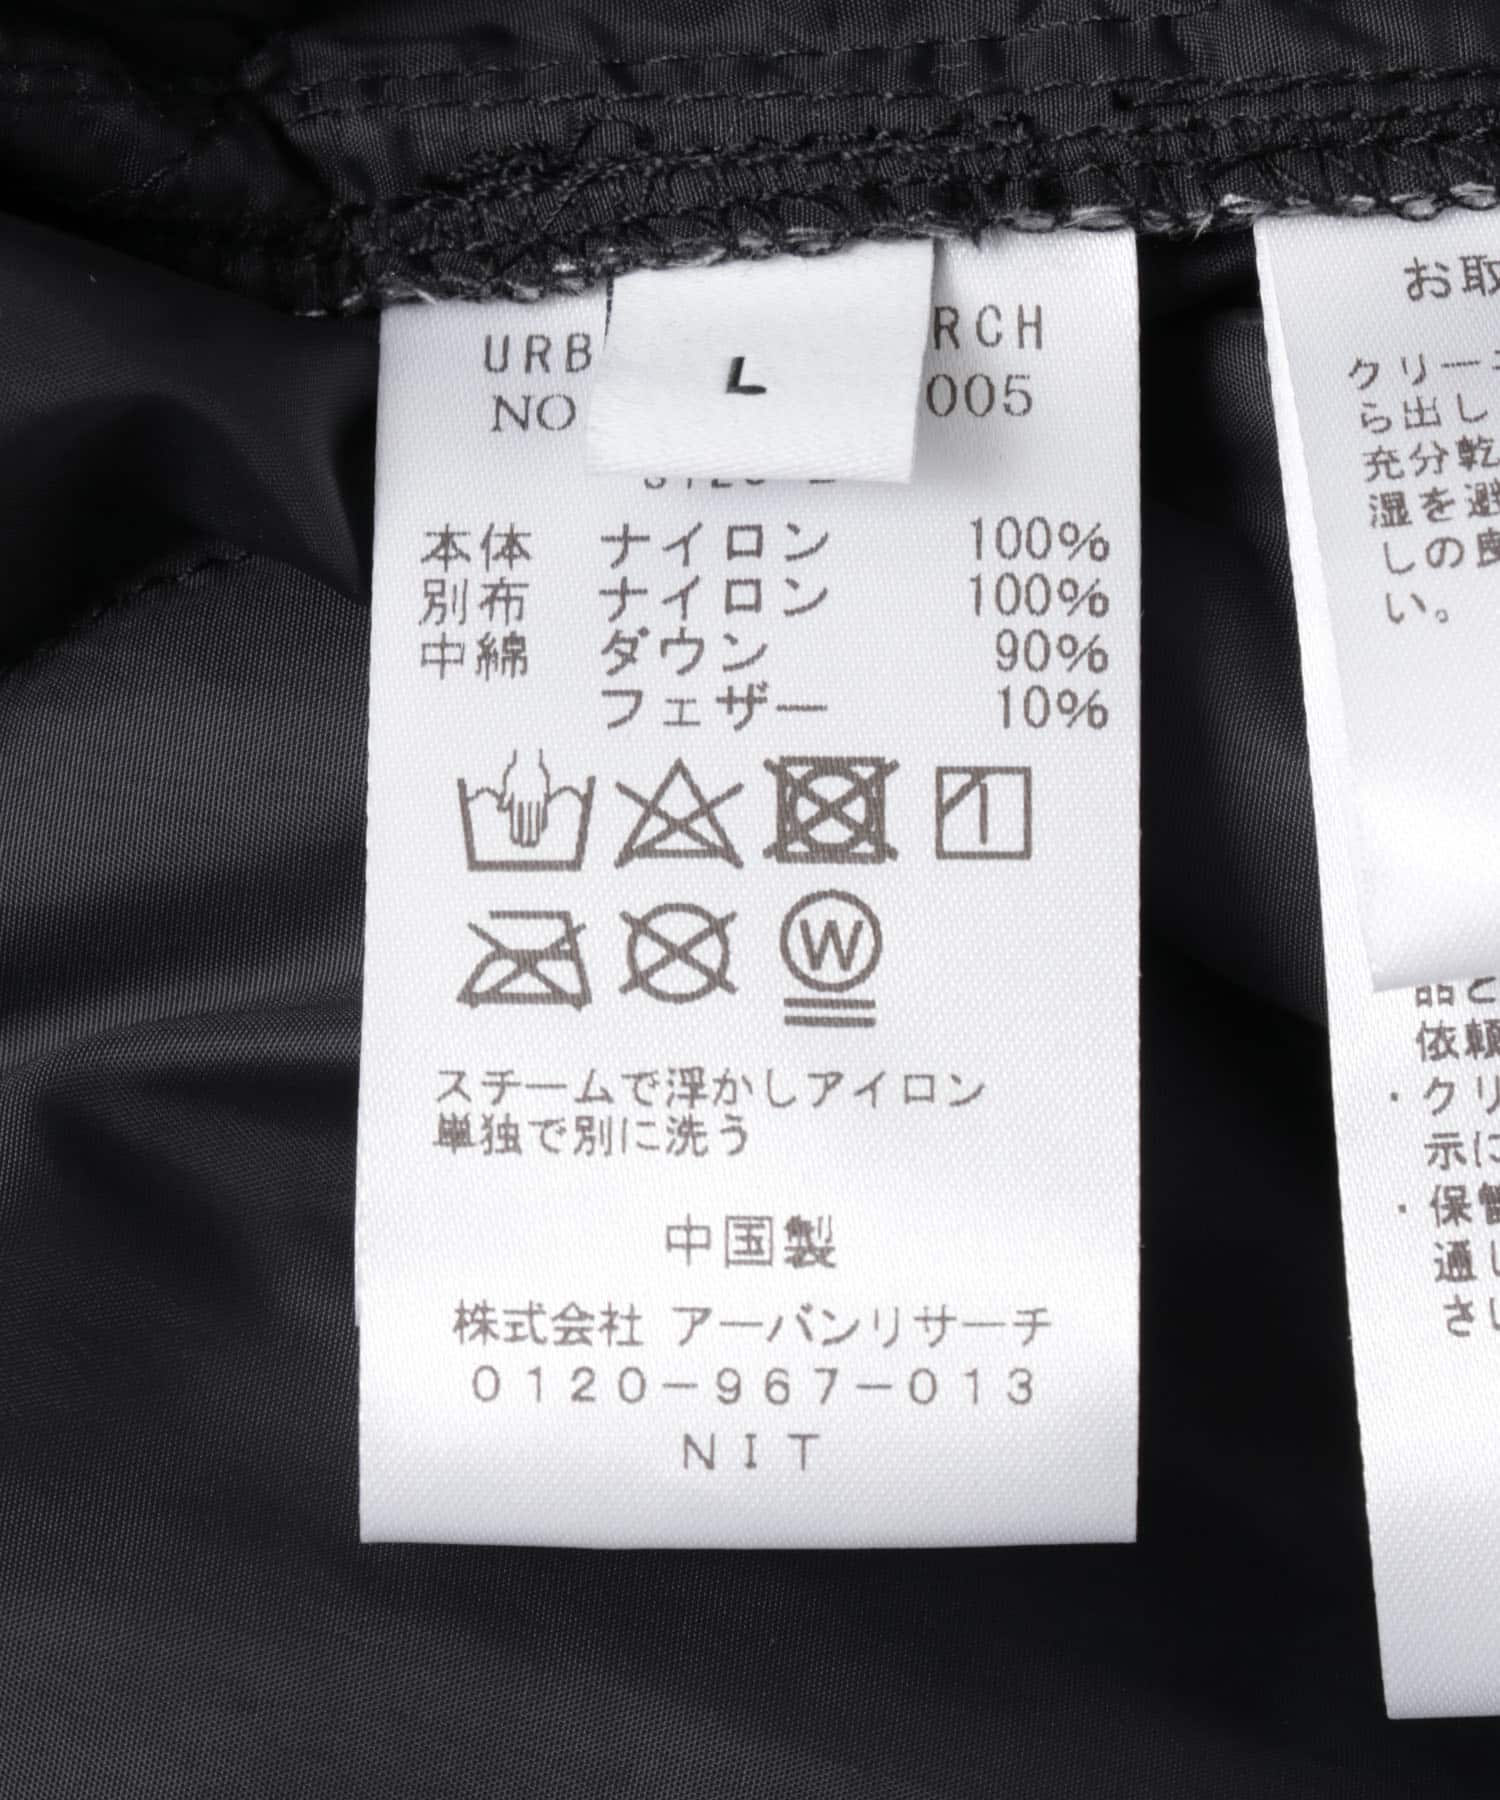 URB RCH
L
NO 005
本体 ナイロン 100%
別布 ナイロン 100%
中綿 ダウン 90%
フェザー 10%
W
スチームで浮かしアイロン
単独で別に洗う
中国製
株式会社 アーバンリサーチ
0120-967-013
NIT
お取
クリー
ら出し
充分乾
湿を避
しの良
い。
品と
依頼
・クリ
示に
・保管
通し
さい